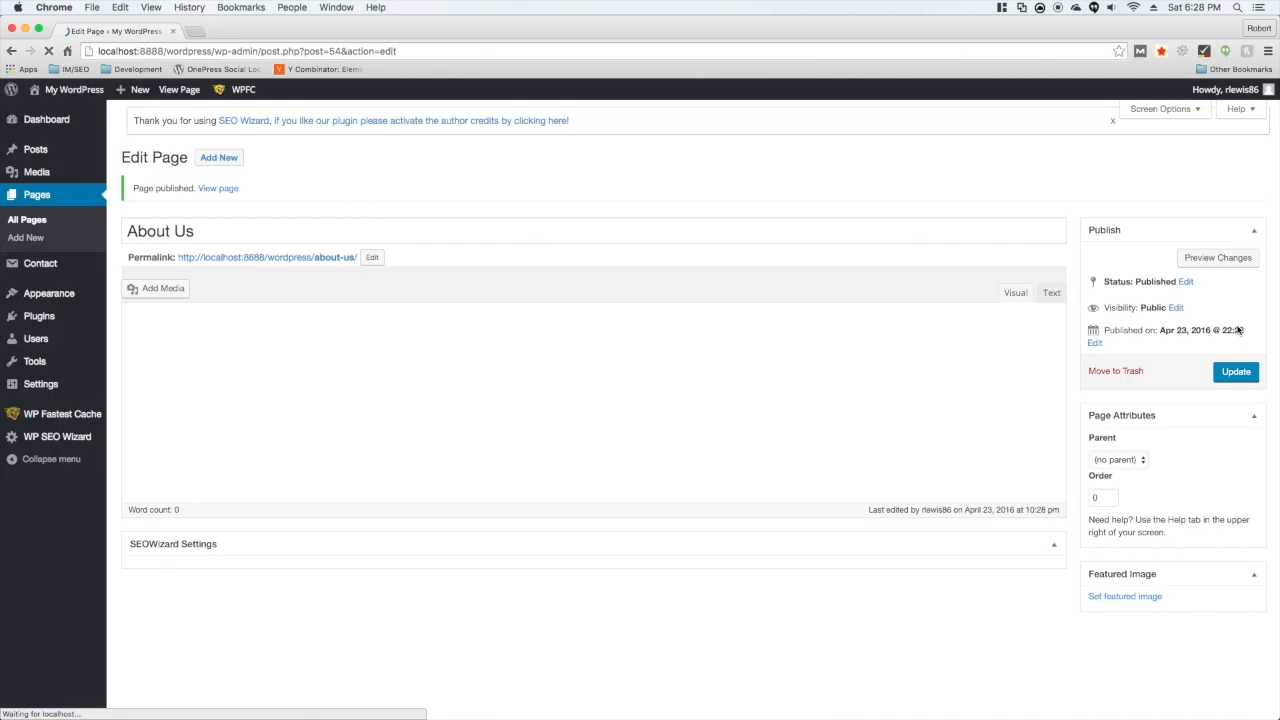 Chrome File Edit View History Bookmarks People Window Help Sat 6:28 PM
Edit Page ‹ My WordPress Robert
localhost:8888/wordpress/wp-admin/post.php?post=54&action=edit
Apps IM/SEO Development OnePress Social Loc Y Combinator: Eleme Other Bookmarks
My WordPress New View Page WPFC Howdy, rlewis86
Screen Options Help
Thank you for using SEO Wizard, if you like our plugin please activate the author credits by clicking here! x
Dashboard
Posts
Media
Pages
All Pages
Add New
Contact
Appearance
Plugins
Users
Tools
Settings
WP Fastest Cache
WP SEO Wizard
Collapse menu
Edit Page Add New
Page published. View page
About Us
Permalink: http://localhost:8888/wordpress/about-us/ Edit
Add Media Visual Text
Word count: 0 Last edited by rlewis86 on April 23, 2016 at 10:28 pm
SEOWizard Settings
Publish
Preview Changes
Status: Published Edit
Visibility: Public Edit
Published on: Apr 23, 2016 @
Edit
Move to Trash Update
Page Attributes
Parent
(no parent)
Order
0
Need help? Use the Help tab in the upper
right of your screen.
Featured Image
Set featured image
Waiting for localhost...